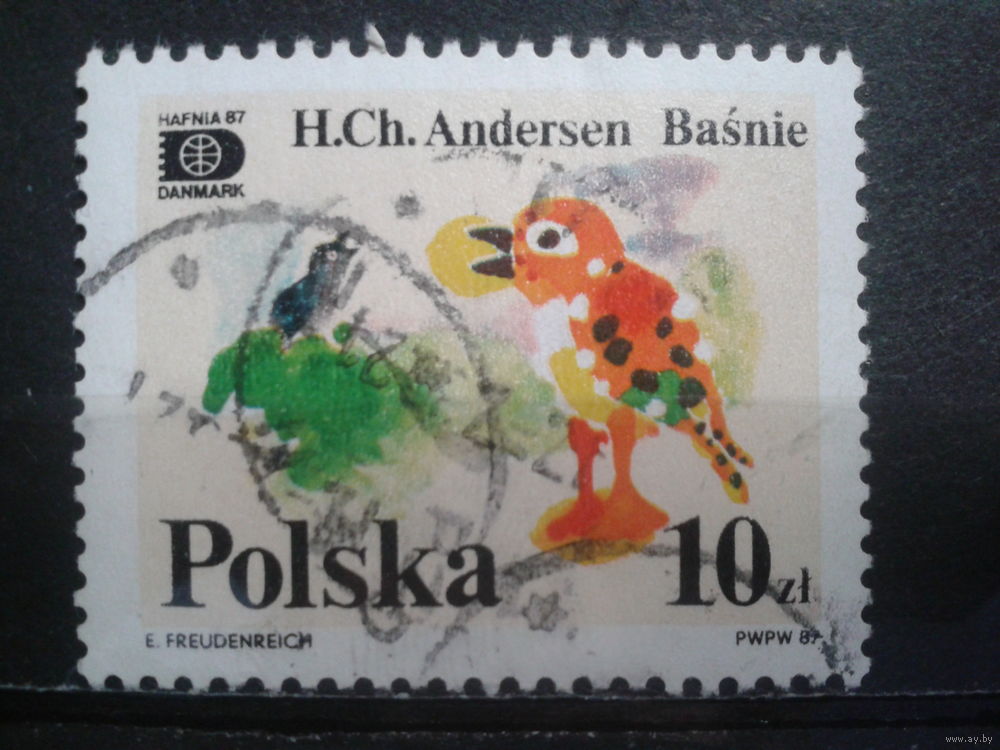 HAFNIA 87
DANMARK
H.Ch. Andersen Baśnie
Polska 10 zł
E. FREUDENREICH
PWPW 87
www.ay.by